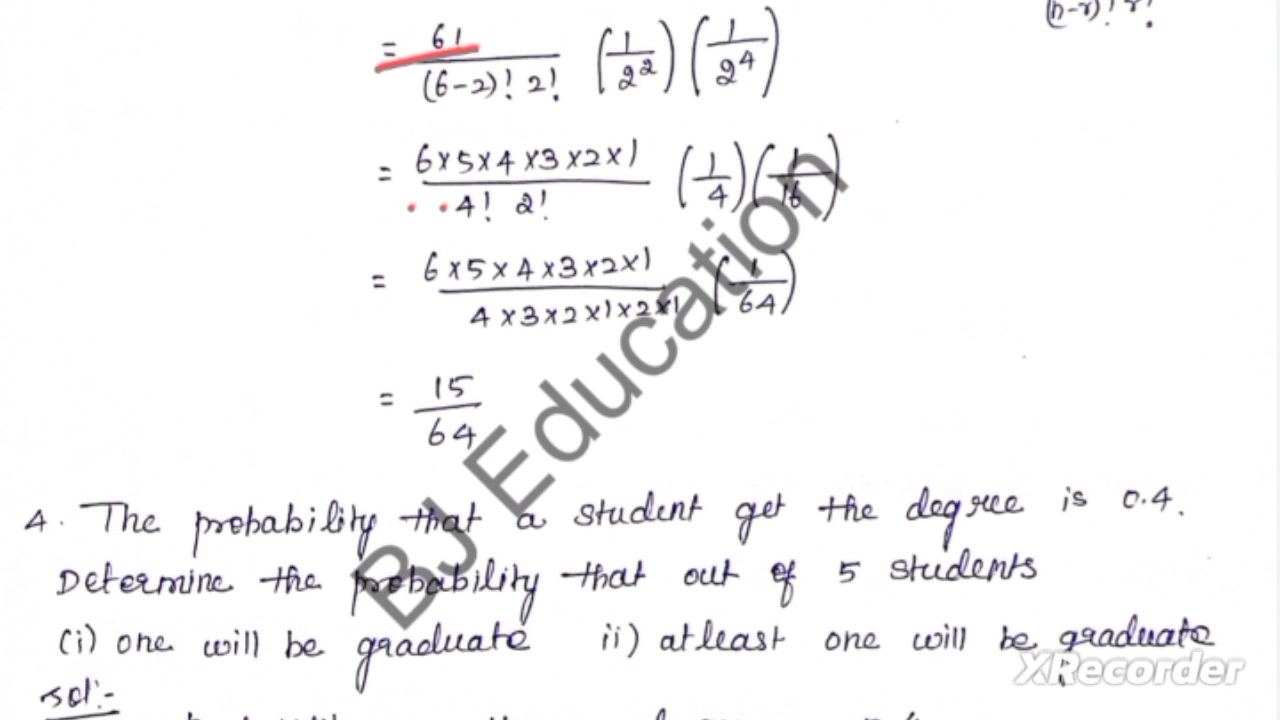 (n-r)! r!
= 6! / (6-2)! 2! (1/2²) (1/2⁴)
= 6×5×4×3×2×1 / 4! 2! (1/4) (1/16)
= 6×5×4×3×2×1 / 4×3×2×1×2×1 (1/64)
= 15/64
4. The probability that a student get the degree is 0.4.
Determine the probability that out of 5 students
(i) one will be graduate ii) atleast one will be graduate
sol:-
BJ Education
XRecorder